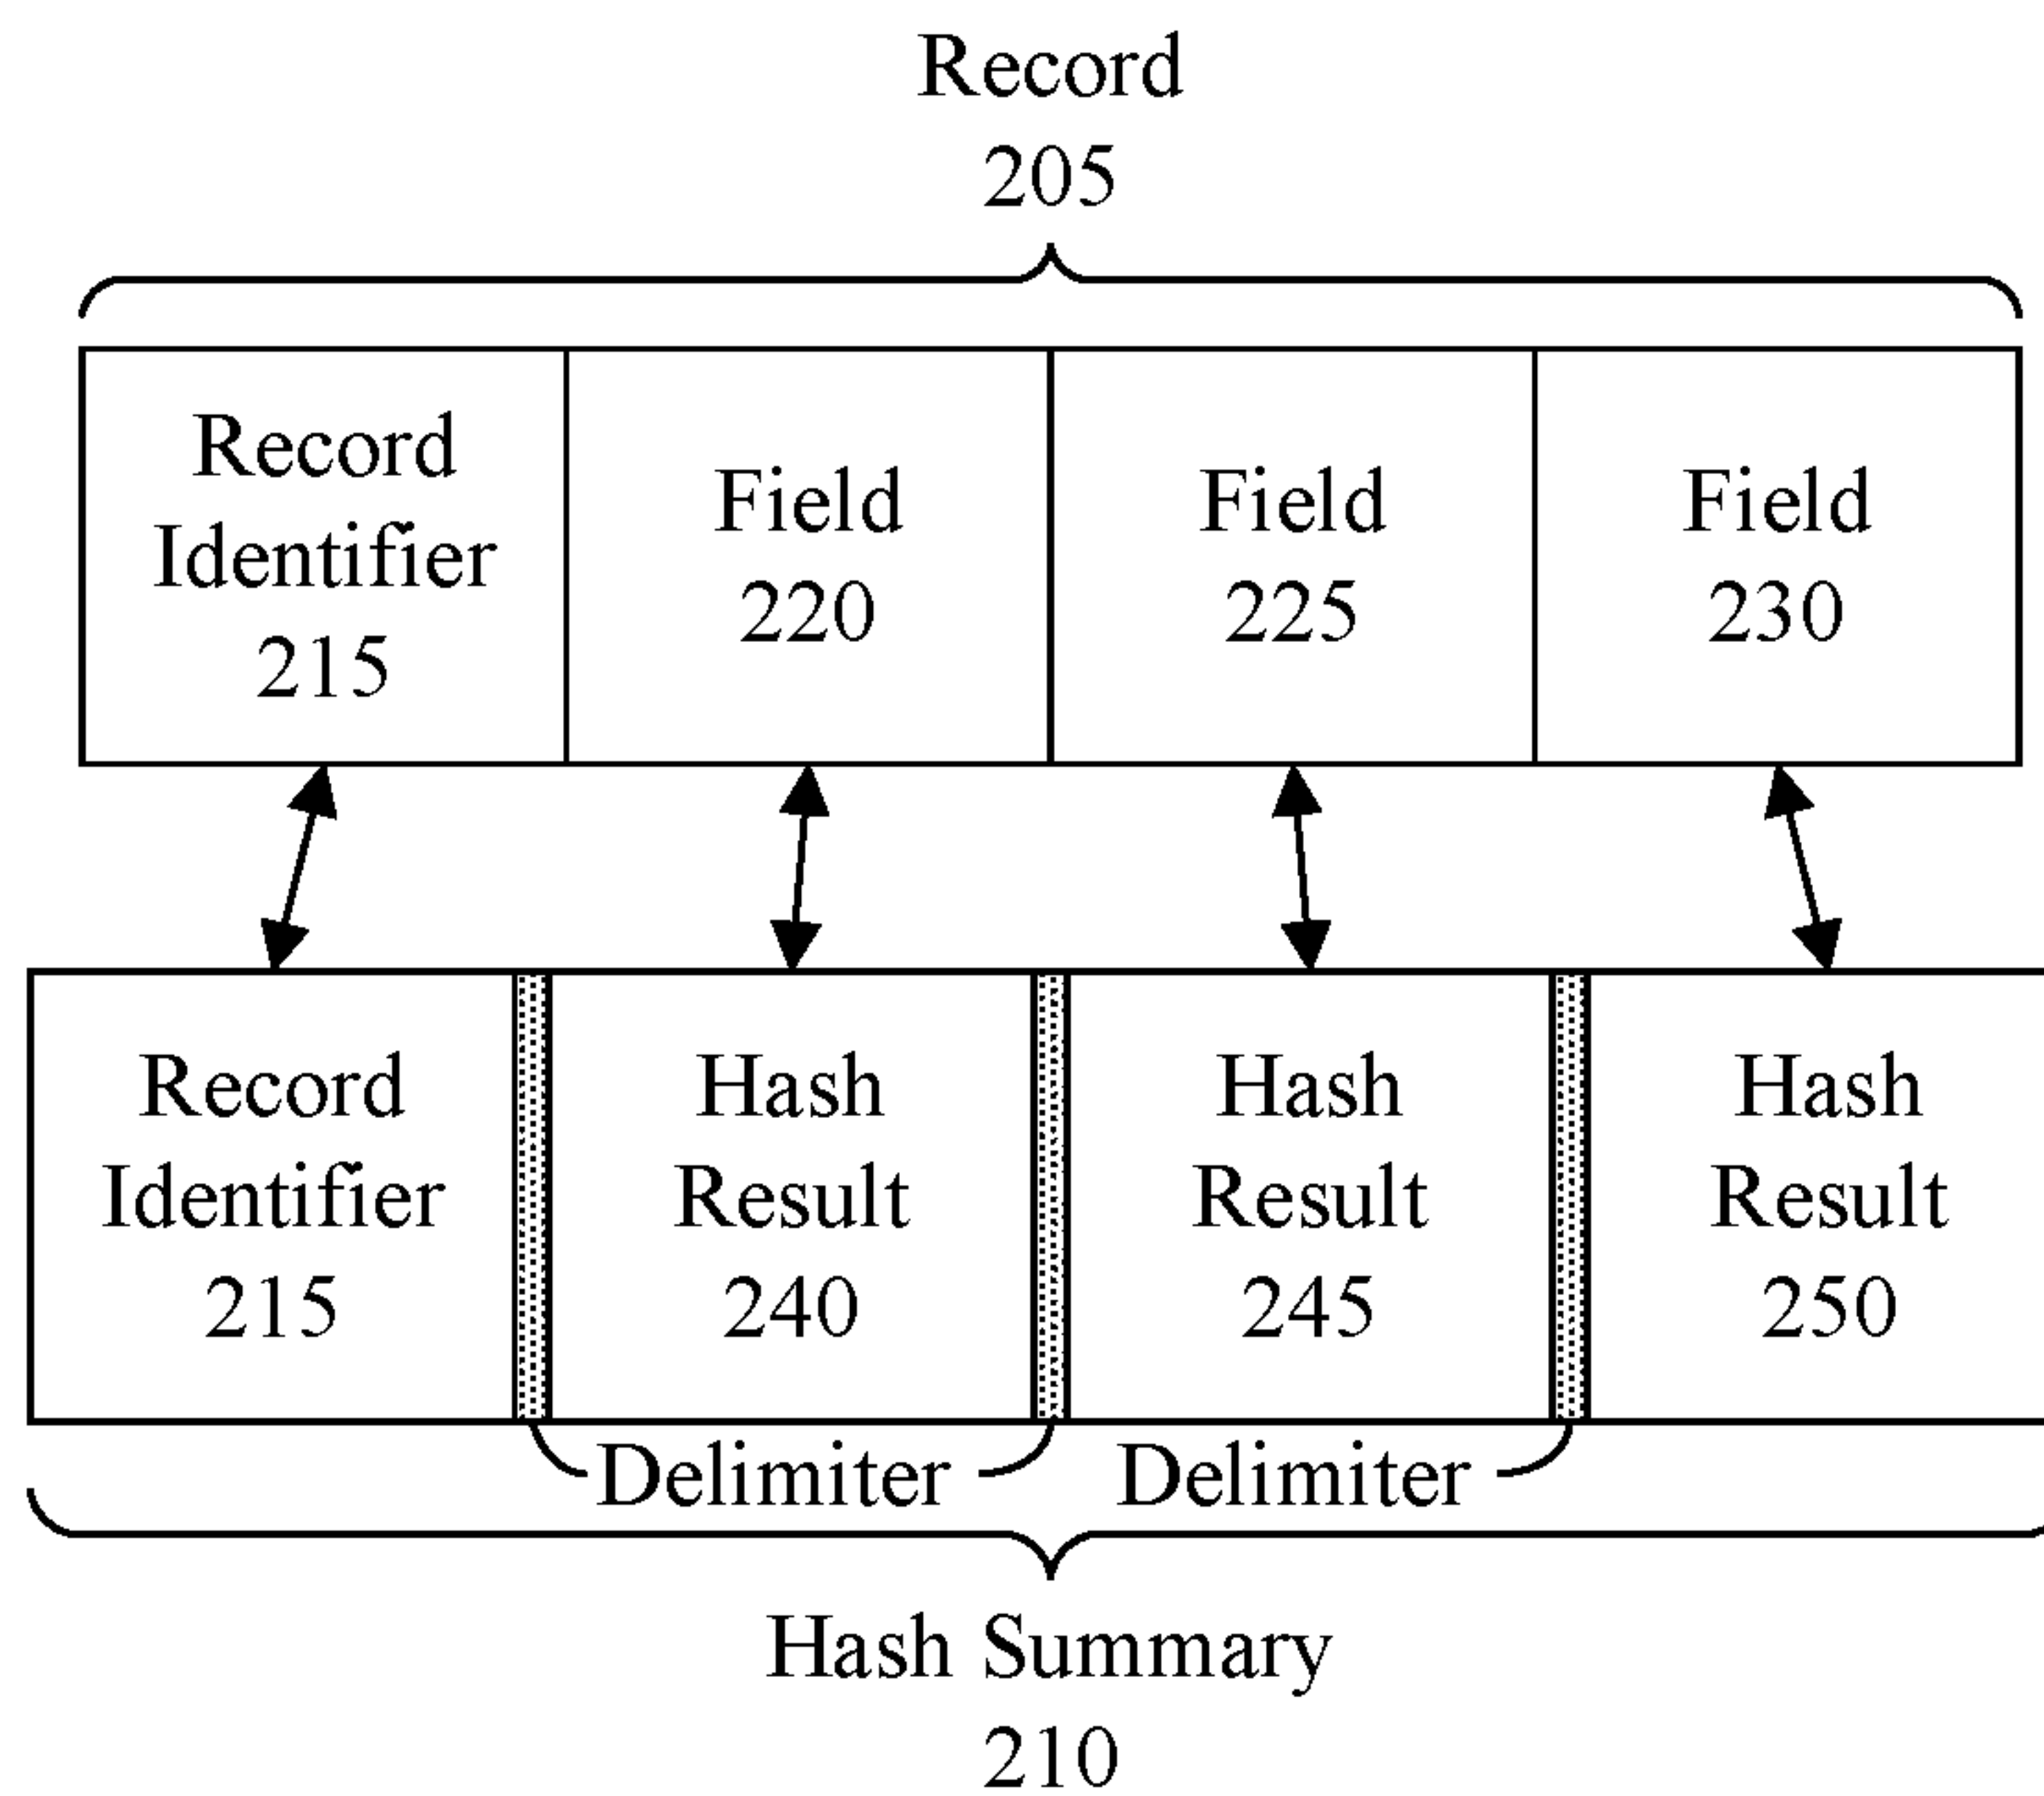 Record
205
Record
Identifier
215
Field
220
Field
225
Field
230
Record
Identifier
215
Hash
Result
240
Hash
Result
245
Hash
Result
250
Delimiter
Delimiter
Hash Summary
210